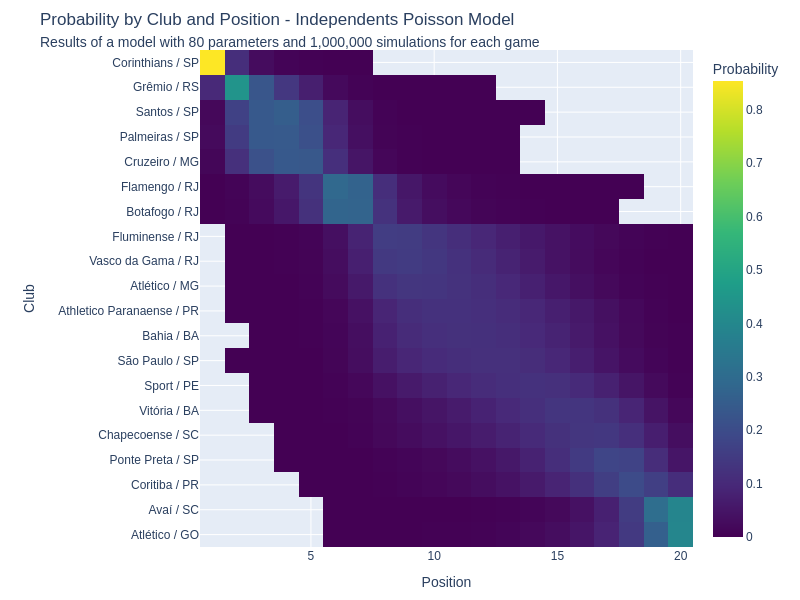 Probability by Club and Position - Independents Poisson Model
Results of a model with 80 parameters and 1,000,000 simulations for each game
Probability
Corinthians / SP
Grêmio / RS
Santos / SP
Palmeiras / SP
Cruzeiro / MG
Flamengo / RJ
Botafogo / RJ
Fluminense / RJ
Vasco da Gama / RJ
Atlético / MG
Athletico Paranaense / PR
Bahia / BA
São Paulo / SP
Sport / PE
Vitória / BA
Chapecoense / SC
Ponte Preta / SP
Coritiba / PR
Avaí / SC
Atlético / GO
Club
5
10
15
20
Position
0.8
0.7
0.6
0.5
0.4
0.3
0.2
0.1
0